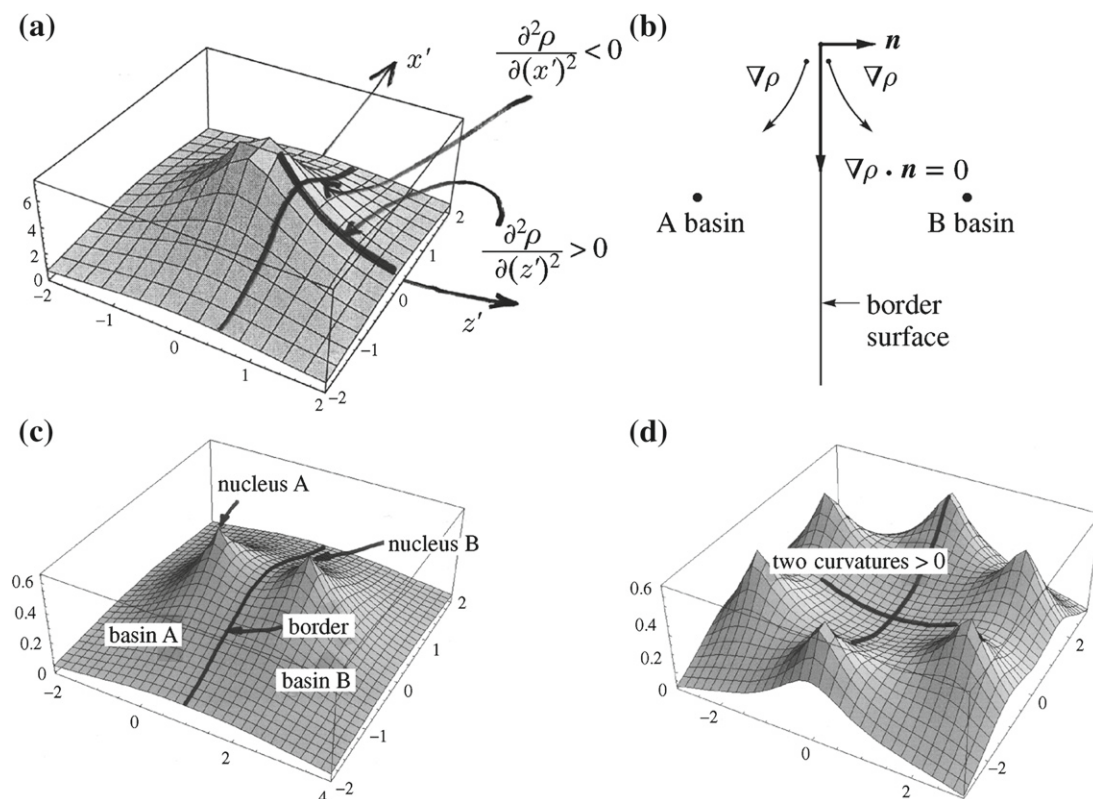 (a)
x′
∂²ρ/∂(x′)² < 0
6
4
2
0
−2
−1
0
1
2
2
1
0
−1
−2
∂²ρ/∂(z′)² > 0
z′
(b)
n
∇ρ ∇ρ
∇ρ · n = 0
A basin B basin
border
surface
(c)
nucleus A
nucleus B
0.6
0.4
0.2
0
basin A
border
basin B
−2
0
2
4
2
1
0
−1
−2
(d)
two curvatures > 0
0.6
0.4
0.2
0
−2
0
2
2
0
−2